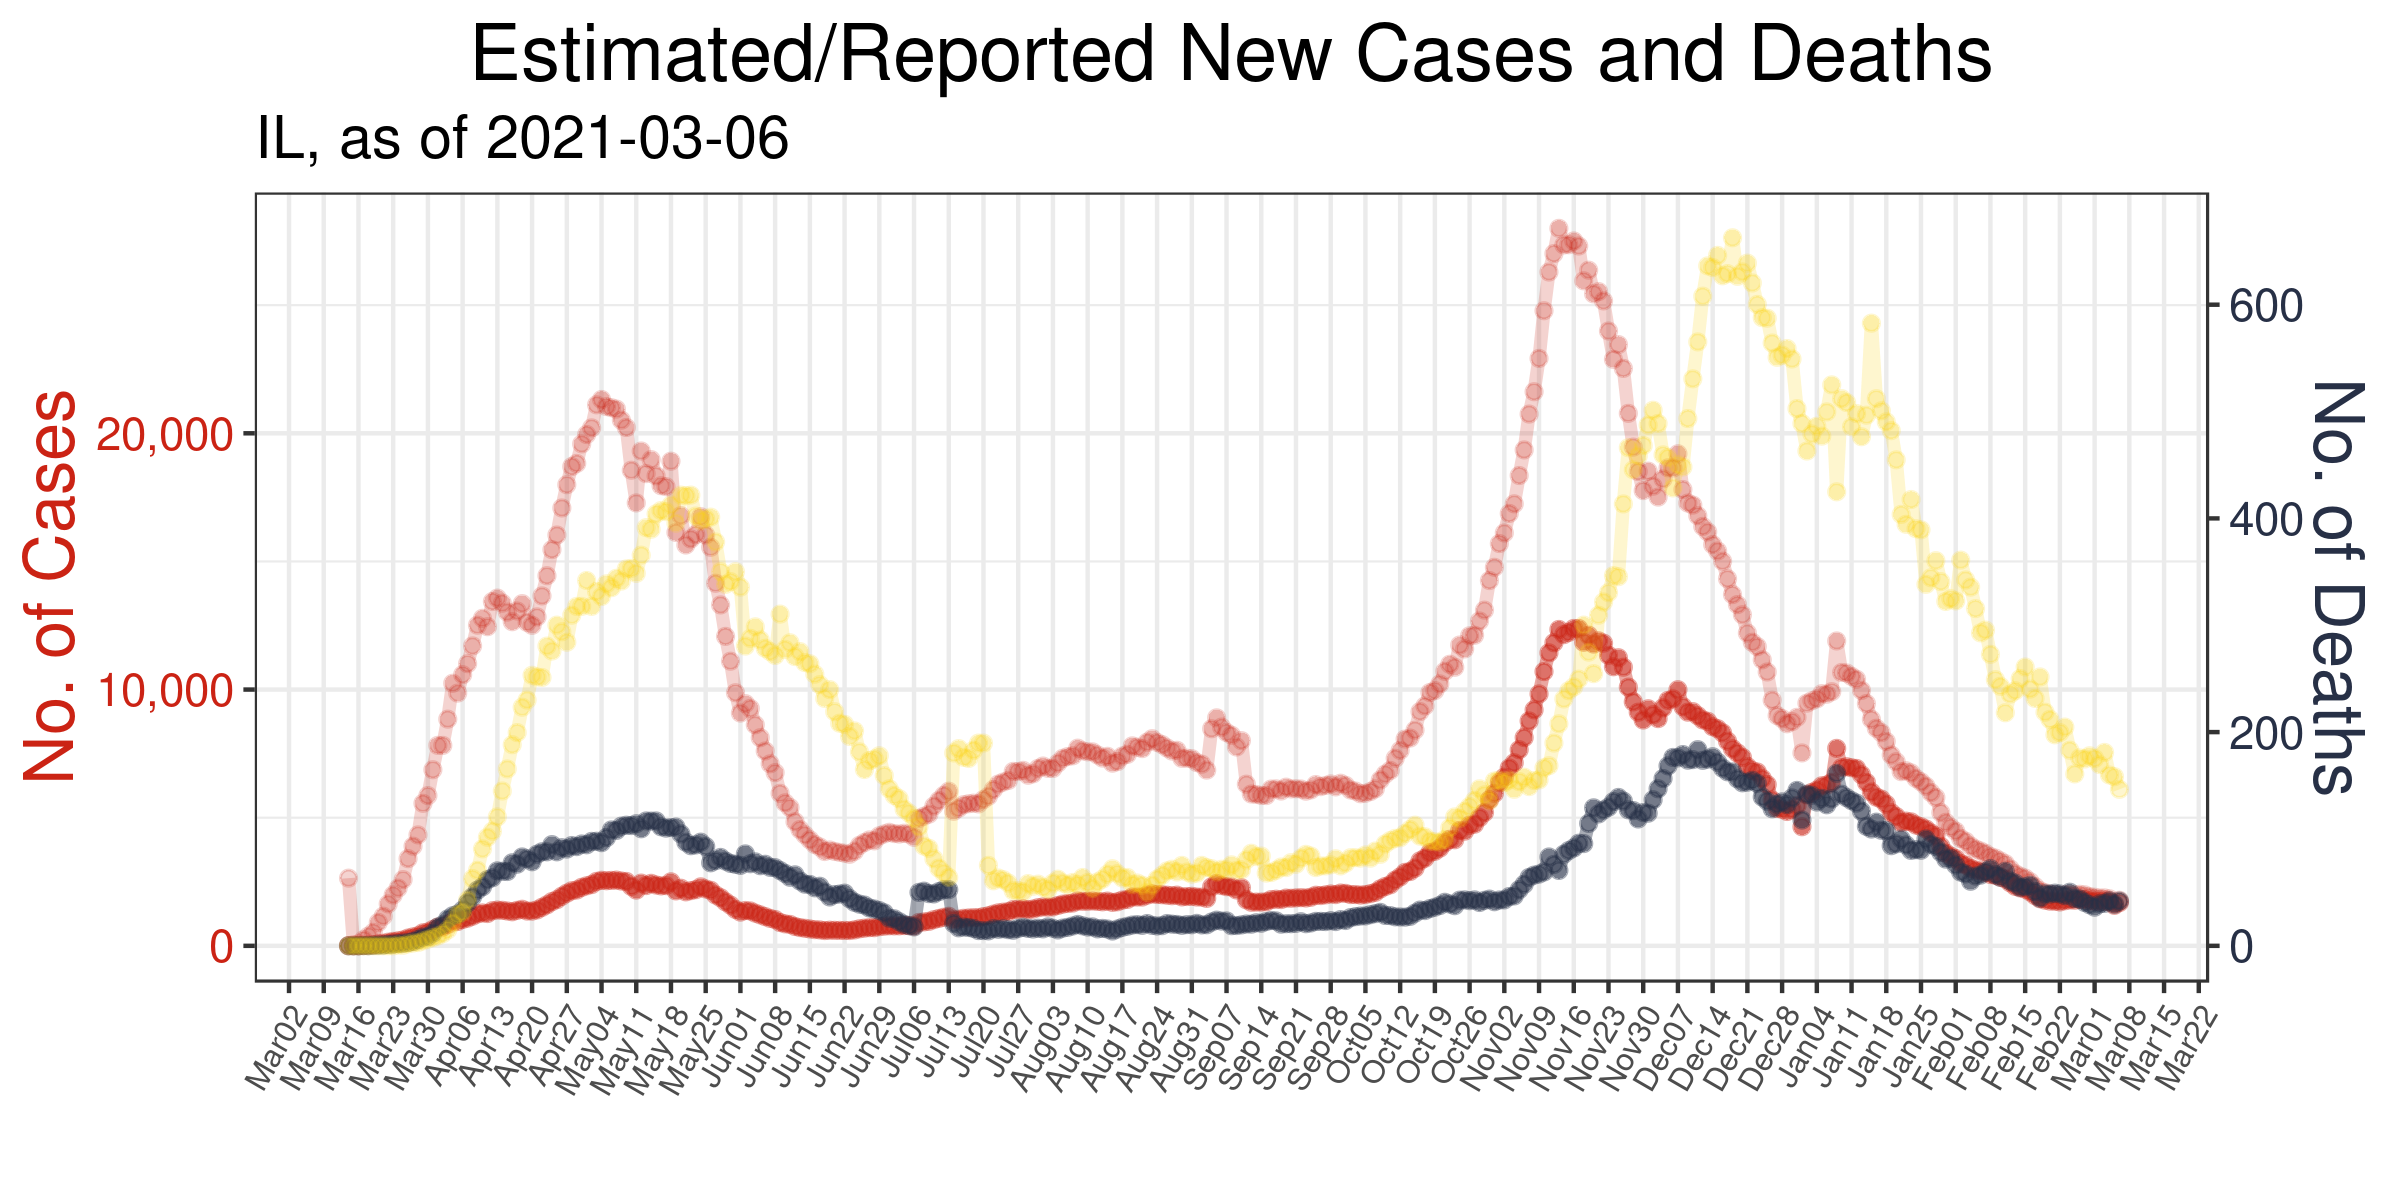 Estimated/Reported New Cases and Deaths
IL, as of 2021-03-06
No. of Cases
20,000
10,000
0
600
400
200
0
No. of Deaths
Mar02
Mar09
Mar16
Mar23
Mar30
Apr06
Apr13
Apr20
Apr27
May04
May11
May18
May25
Jun01
Jun08
Jun15
Jun22
Jun29
Jul06
Jul13
Jul20
Jul27
Aug03
Aug10
Aug17
Aug24
Aug31
Sep07
Sep14
Sep21
Sep28
Oct05
Oct12
Oct19
Oct26
Nov02
Nov09
Nov16
Nov23
Nov30
Dec07
Dec14
Dec21
Dec28
Jan04
Jan11
Jan18
Jan25
Feb01
Feb08
Feb15
Feb22
Mar01
Mar08
Mar15
Mar22